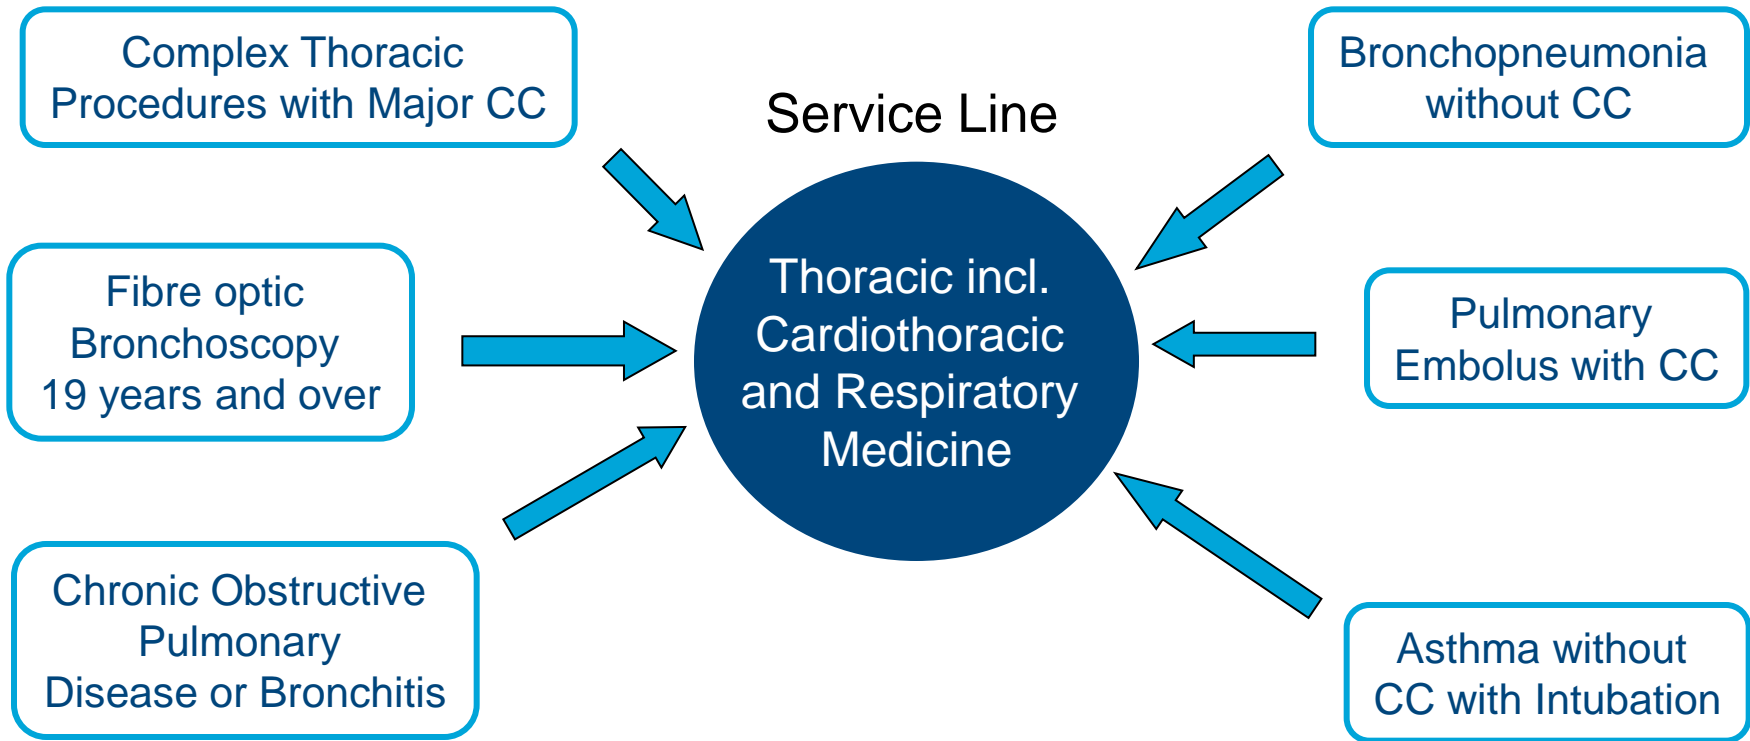 Complex Thoracic
Procedures with Major CC
Service Line
Bronchopneumonia
without CC
Fibre optic
Bronchoscopy
19 years and over
Thoracic incl.
Cardiothoracic
and Respiratory
Medicine
Pulmonary
Embolus with CC
Chronic Obstructive
Pulmonary
Disease or Bronchitis
Asthma without
CC with Intubation